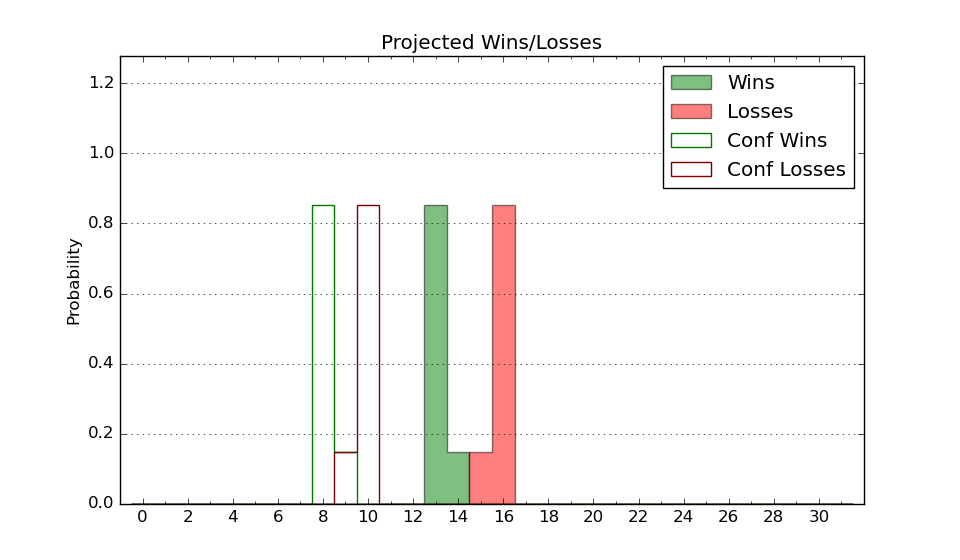 Projected Wins/Losses
1.2
1.0
0.8
0.6
0.4
0.2
0.0
Probability
Wins
Losses
Conf Wins
Conf Losses
0 2 4 6 8 10 12 14 16 18 20 22 24 26 28 30